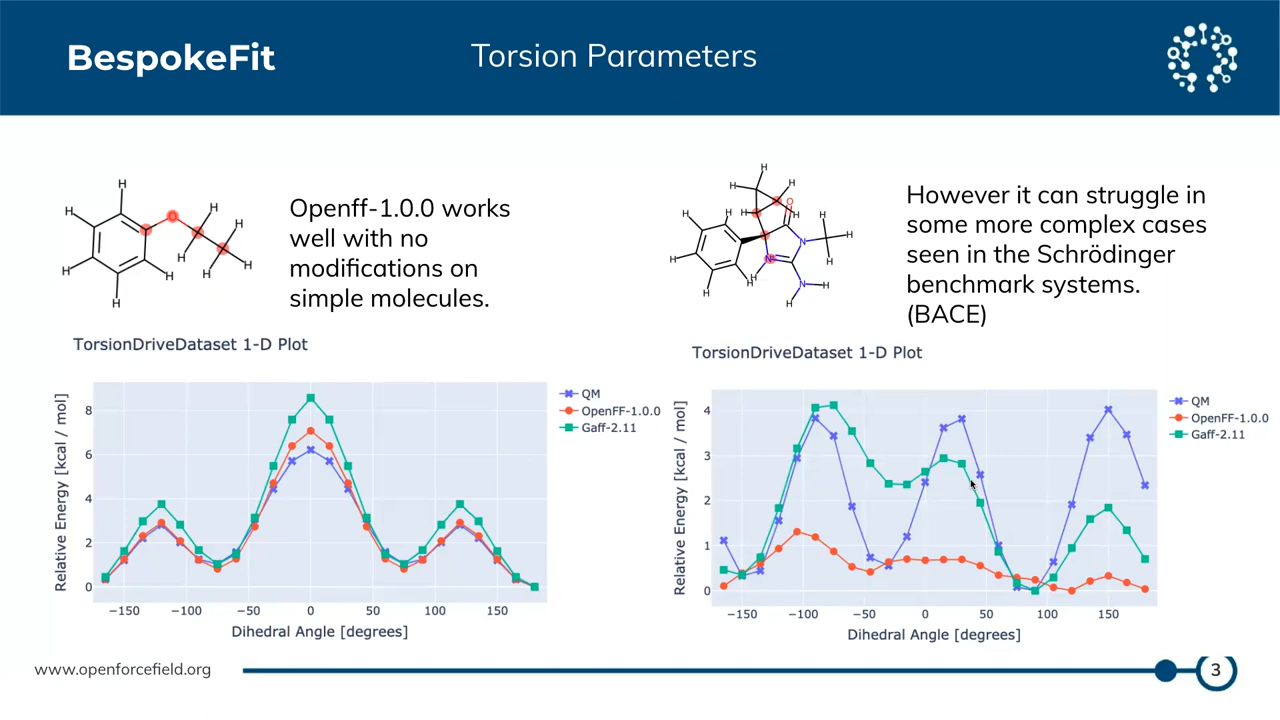 BespokeFit
Torsion Parameters
Openff-1.0.0 works
well with no
modifications on
simple molecules.
However it can struggle in
some more complex cases
seen in the Schrödinger
benchmark systems.
(BACE)
H
H
H
H
H
O
H
H
H
H
H
H
H
H
H
H
O
H
H
H
H
H
H
H
N
H
H
H
N
H
N
H
H
TorsionDriveDataset 1-D Plot
Relative Energy [kcal / mol]
8
6
4
2
0
−150
−100
−50
0
50
100
150
Dihedral Angle [degrees]
QM
OpenFF-1.0.0
Gaff-2.11
TorsionDriveDataset 1-D Plot
Relative Energy [kcal / mol]
4
3
2
1
0
−150
−100
−50
0
50
100
150
Dihedral Angle [degrees]
QM
OpenFF-1.0.0
Gaff-2.11
www.openforcefield.org
3